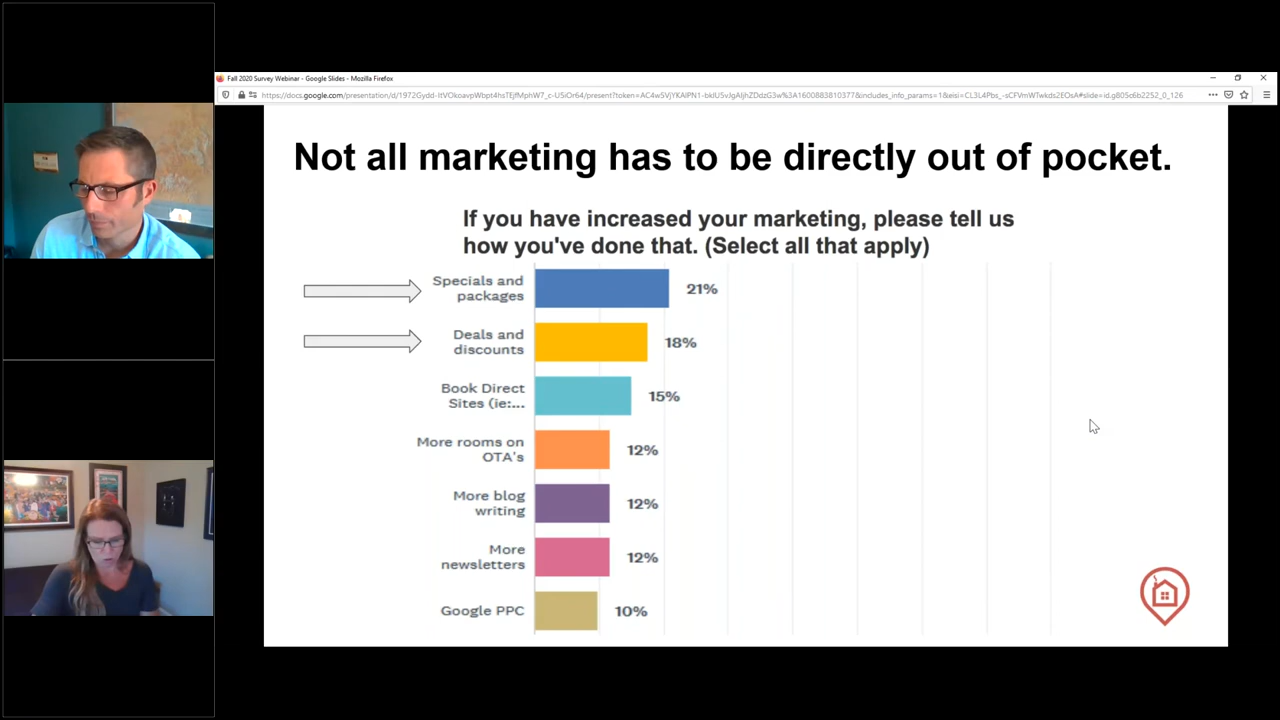 Fall 2020 Survey Webinar - Google Slides - Mozilla Firefox
Not all marketing has to be directly out of pocket.
If you have increased your marketing, please tell us
how you've done that. (Select all that apply)
Specials and
packages
21%
Deals and
discounts
18%
Book Direct
Sites (ie:...
15%
More rooms on
OTA's
12%
More blog
writing
12%
More
newsletters
12%
Google PPC
10%